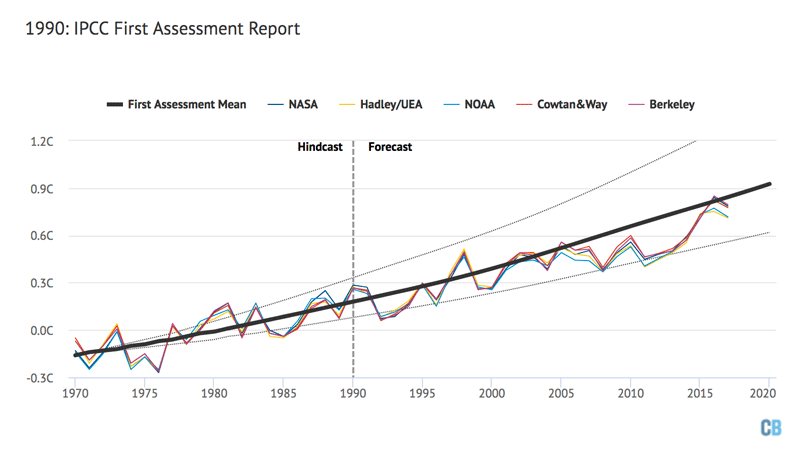 1990: IPCC First Assessment Report
First Assessment Mean NASA Hadley/UEA NOAA Cowtan&Way Berkeley
1.2C
Hindcast Forecast
0.9C
0.6C
0.3C
0.0C
-0.3C
1970 1975 1980 1985 1990 1995 2000 2005 2010 2015 2020
CB